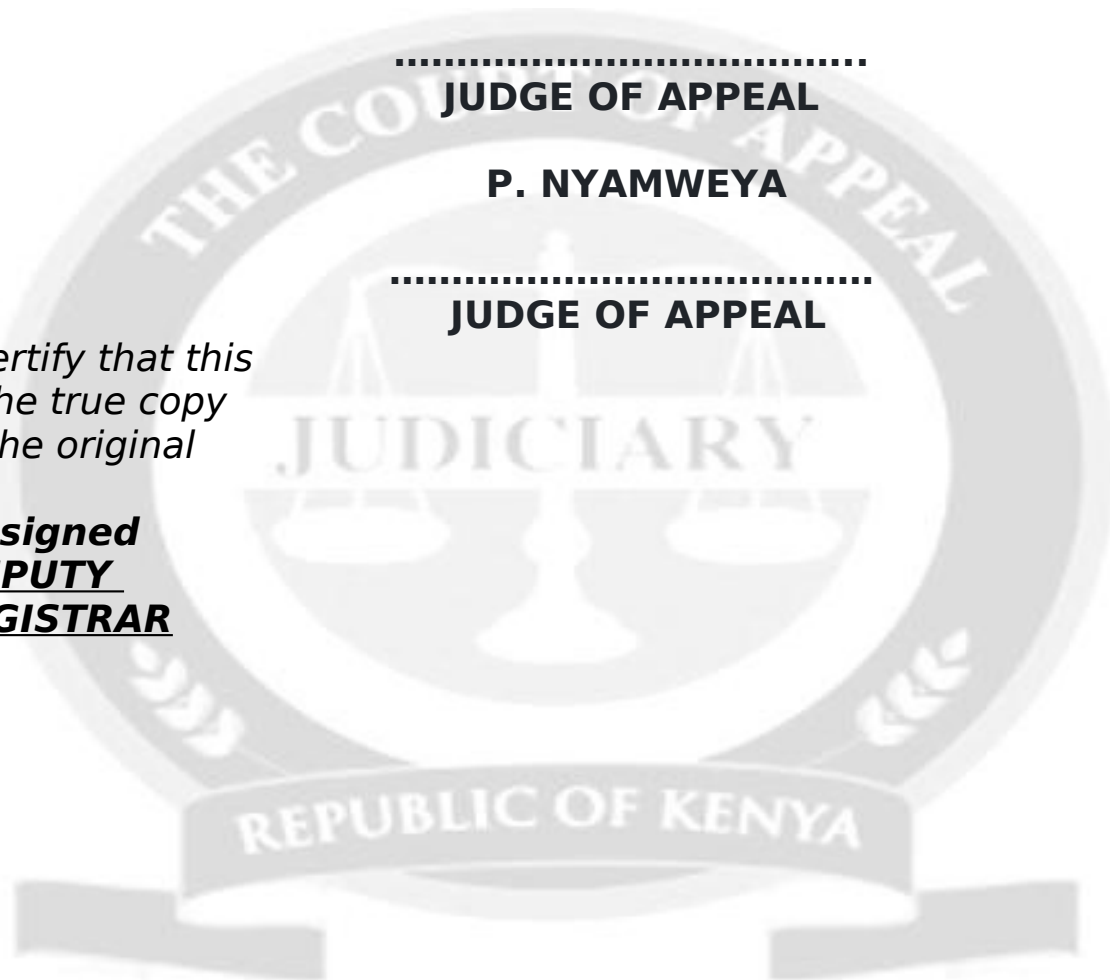 ......................................
JUDGE OF APPEAL
P. NYAMWEYA
.......................................
JUDGE OF APPEAL
ertify that this
he true copy
he original
signed
PUTY
GISTRAR
THE COURT OF APPEAL
JUDICIARY
REPUBLIC OF KENYA